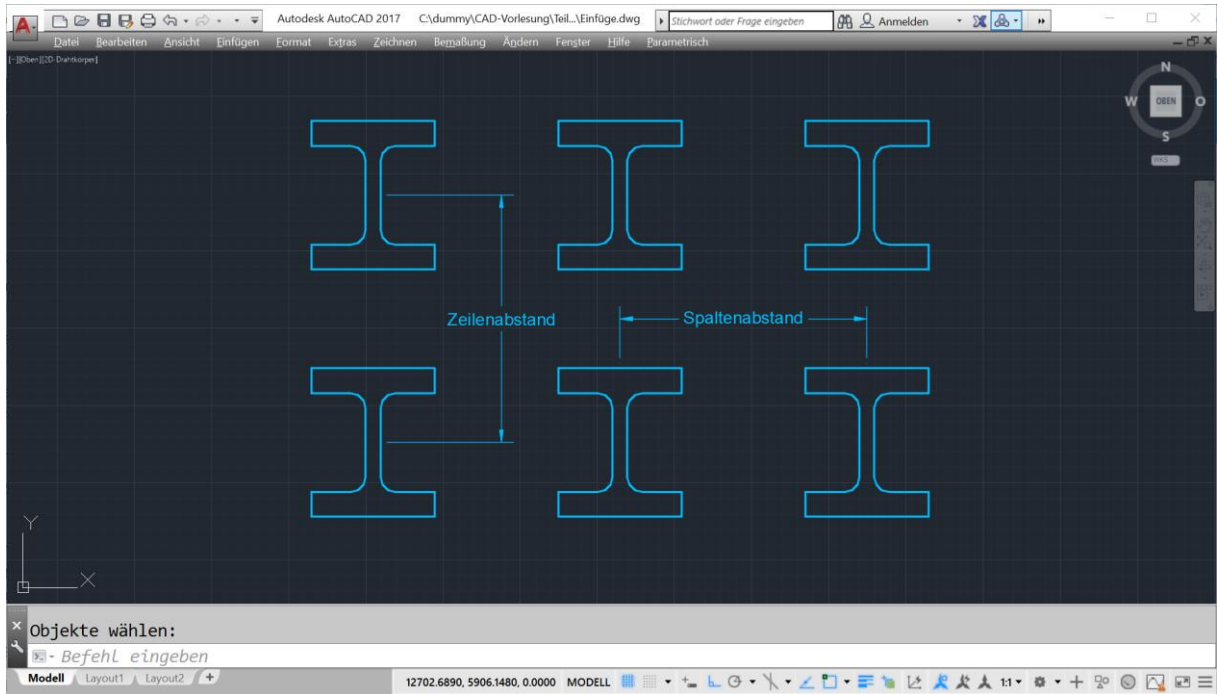 Autodesk AutoCAD 2017 C:\dummy\CAD-Vorlesung\Teil...\Einfüge.dwg Stichwort oder Frage eingeben Anmelden
Datei Bearbeiten Ansicht Einfügen Format Extras Zeichnen Bemaßung Ändern Fenster Hilfe Parametrisch
[-][Oben][2D-Drahtkörper]
N
W OBEN O
S
WKS
Zeilenabstand
Spaltenabstand
Y
X
Objekte wählen:
Befehl eingeben
Modell Layout1 Layout2 + 12702.6890, 5906.1480, 0.0000 MODELL 1:1